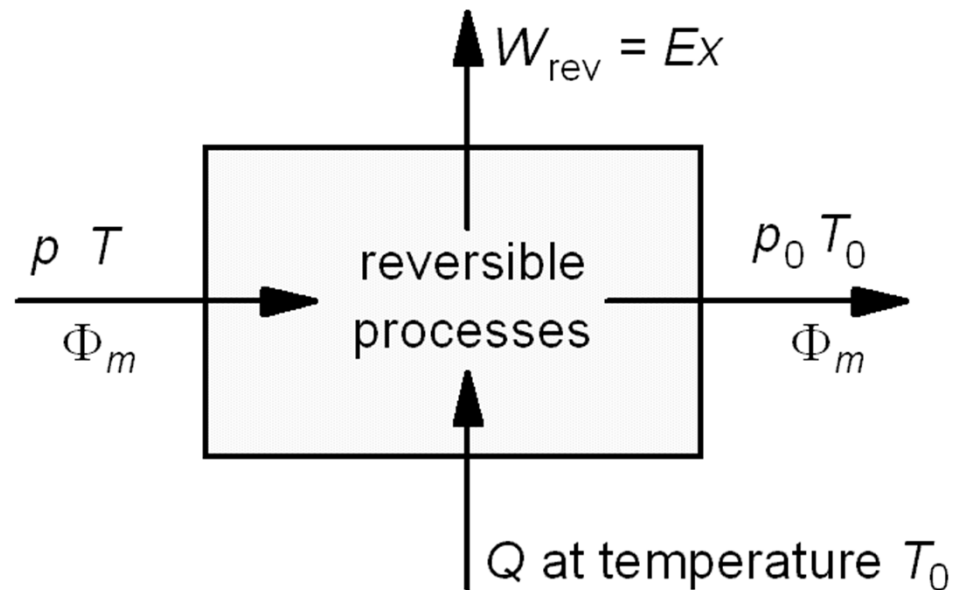 W_rev = Ex
p T
p_0 T_0
reversible
processes
Φ_m
Φ_m
Q at temperature T_0